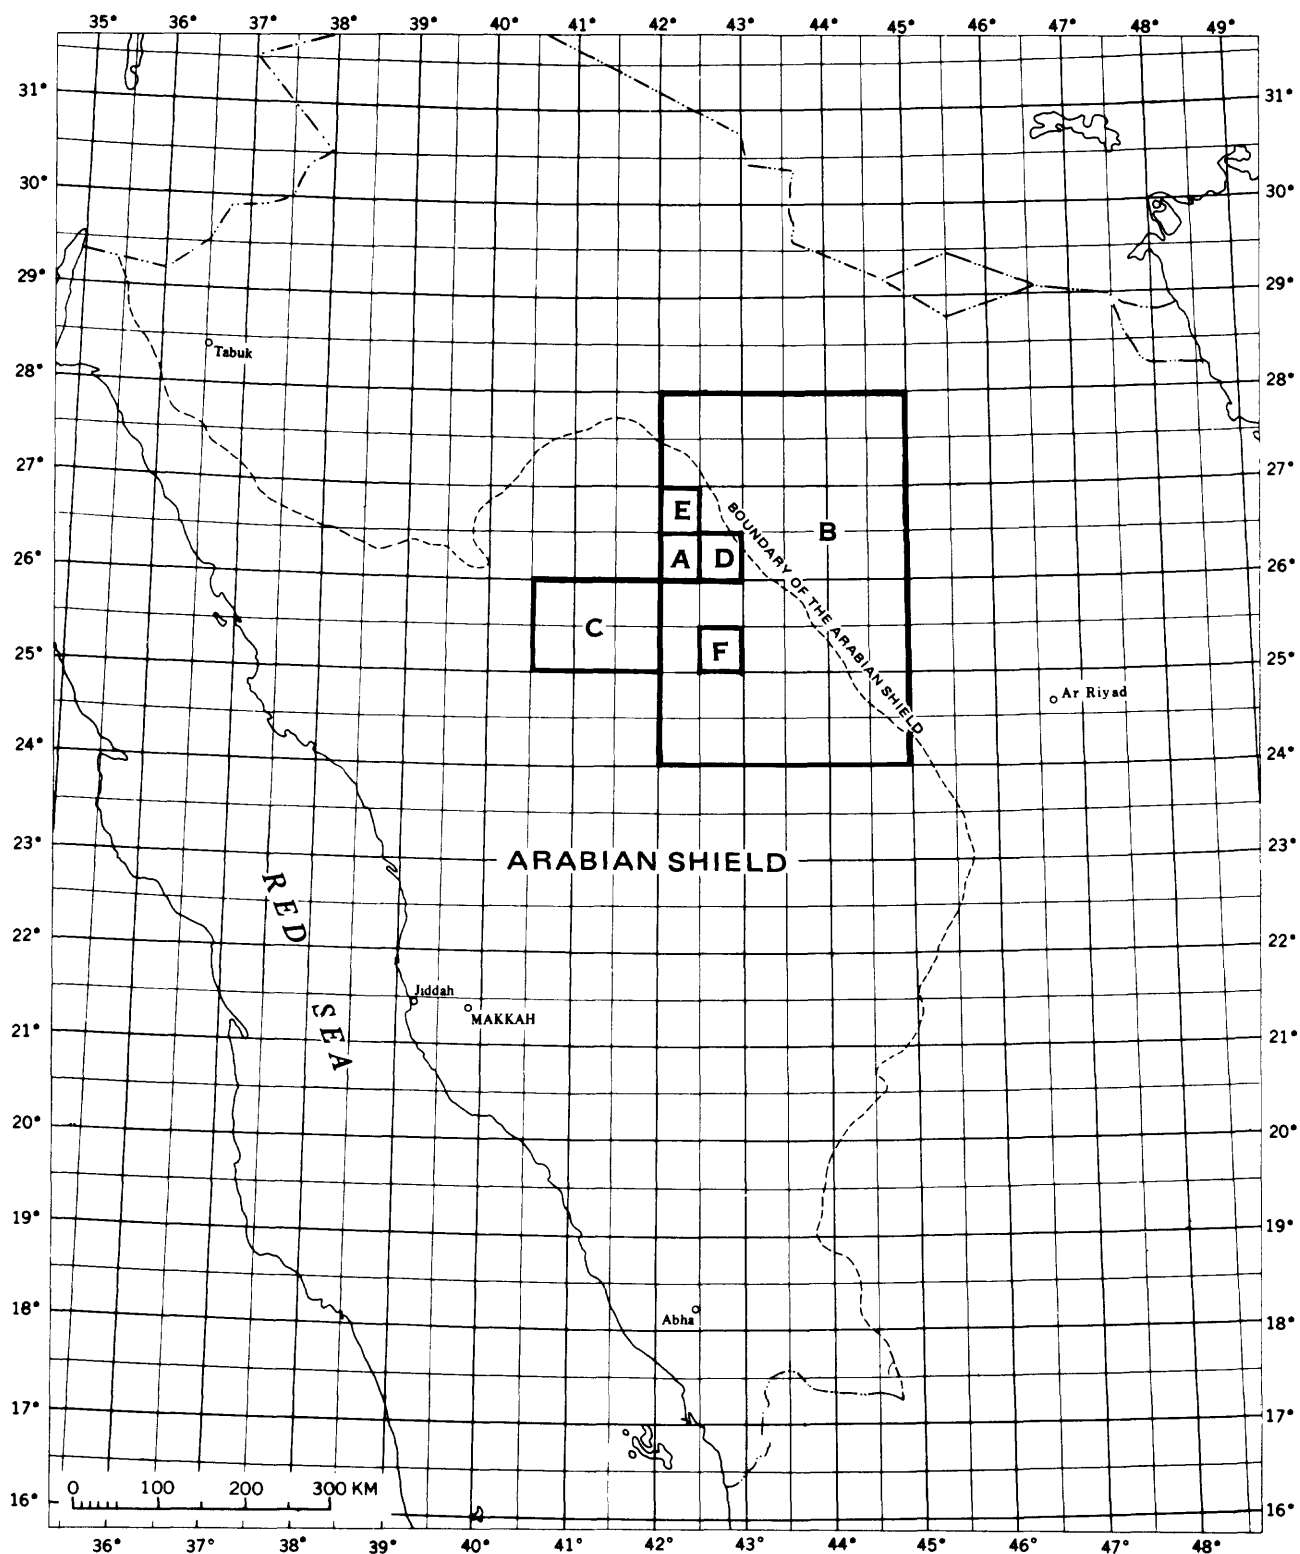 35° 36° 37° 38° 39° 40° 41° 42° 43° 44° 45° 46° 47° 48° 49°
31° 31°
30° 30°
29° 29°
Tabuk
28° 28°
27° 27°
E
BOUNDARY OF THE ARABIAN SHIELD
B
A D
26° 26°
C
F
25° 25°
Ar Riyad
24° 24°
23° 23°
ARABIAN SHIELD
RED SEA
22° 22°
Jiddah
MAKKAH
21° 21°
20° 20°
19° 19°
18° 18°
Abha
17° 17°
16° 16°
0 100 200 300 KM
36° 37° 38° 39° 40° 41° 42° 43° 44° 45° 46° 47° 48°